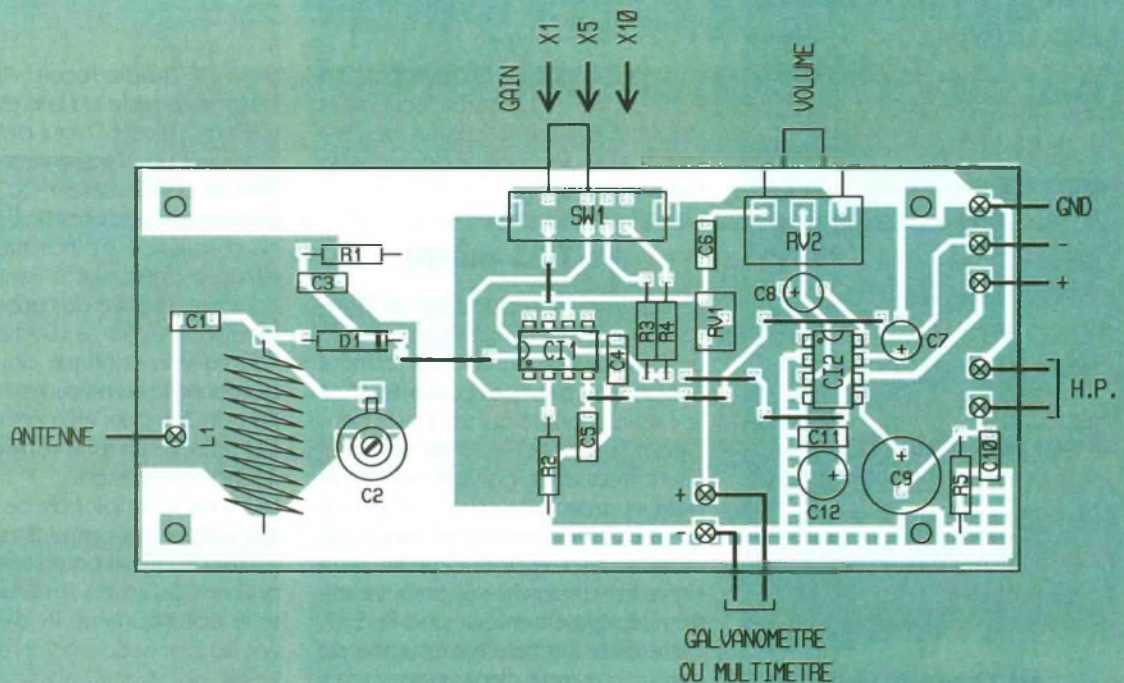 GAIN
X1
X5
X10
VOLUME
SW1
RV2
GND
-
+
R1
C3
C6
C8
C1
D1
CI1
C4
R3
R4
RV1
CI2
C7
H.P.
ANTENNE
L1
C2
R2
C5
C11
C12
C9
R5
C10
+
-
GALVANOMETRE
OU MULTIMETRE